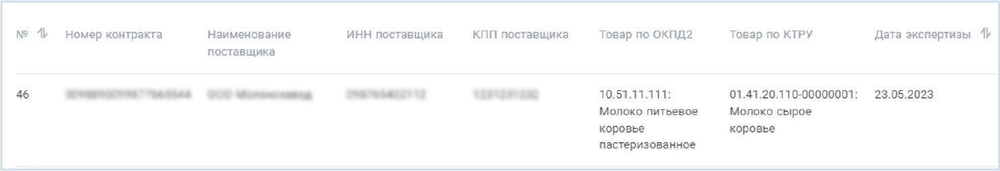 № Номер контракта Наименование поставщика ИНН поставщика КПП поставщика Товар по ОКПД2 Товар по КТРУ Дата экспертизы
46 10.51.11.111: 01.41.20.110-00000001: 23.05.2023
Молоко питьевое Молоко сырое
коровье коровье
пастеризованное